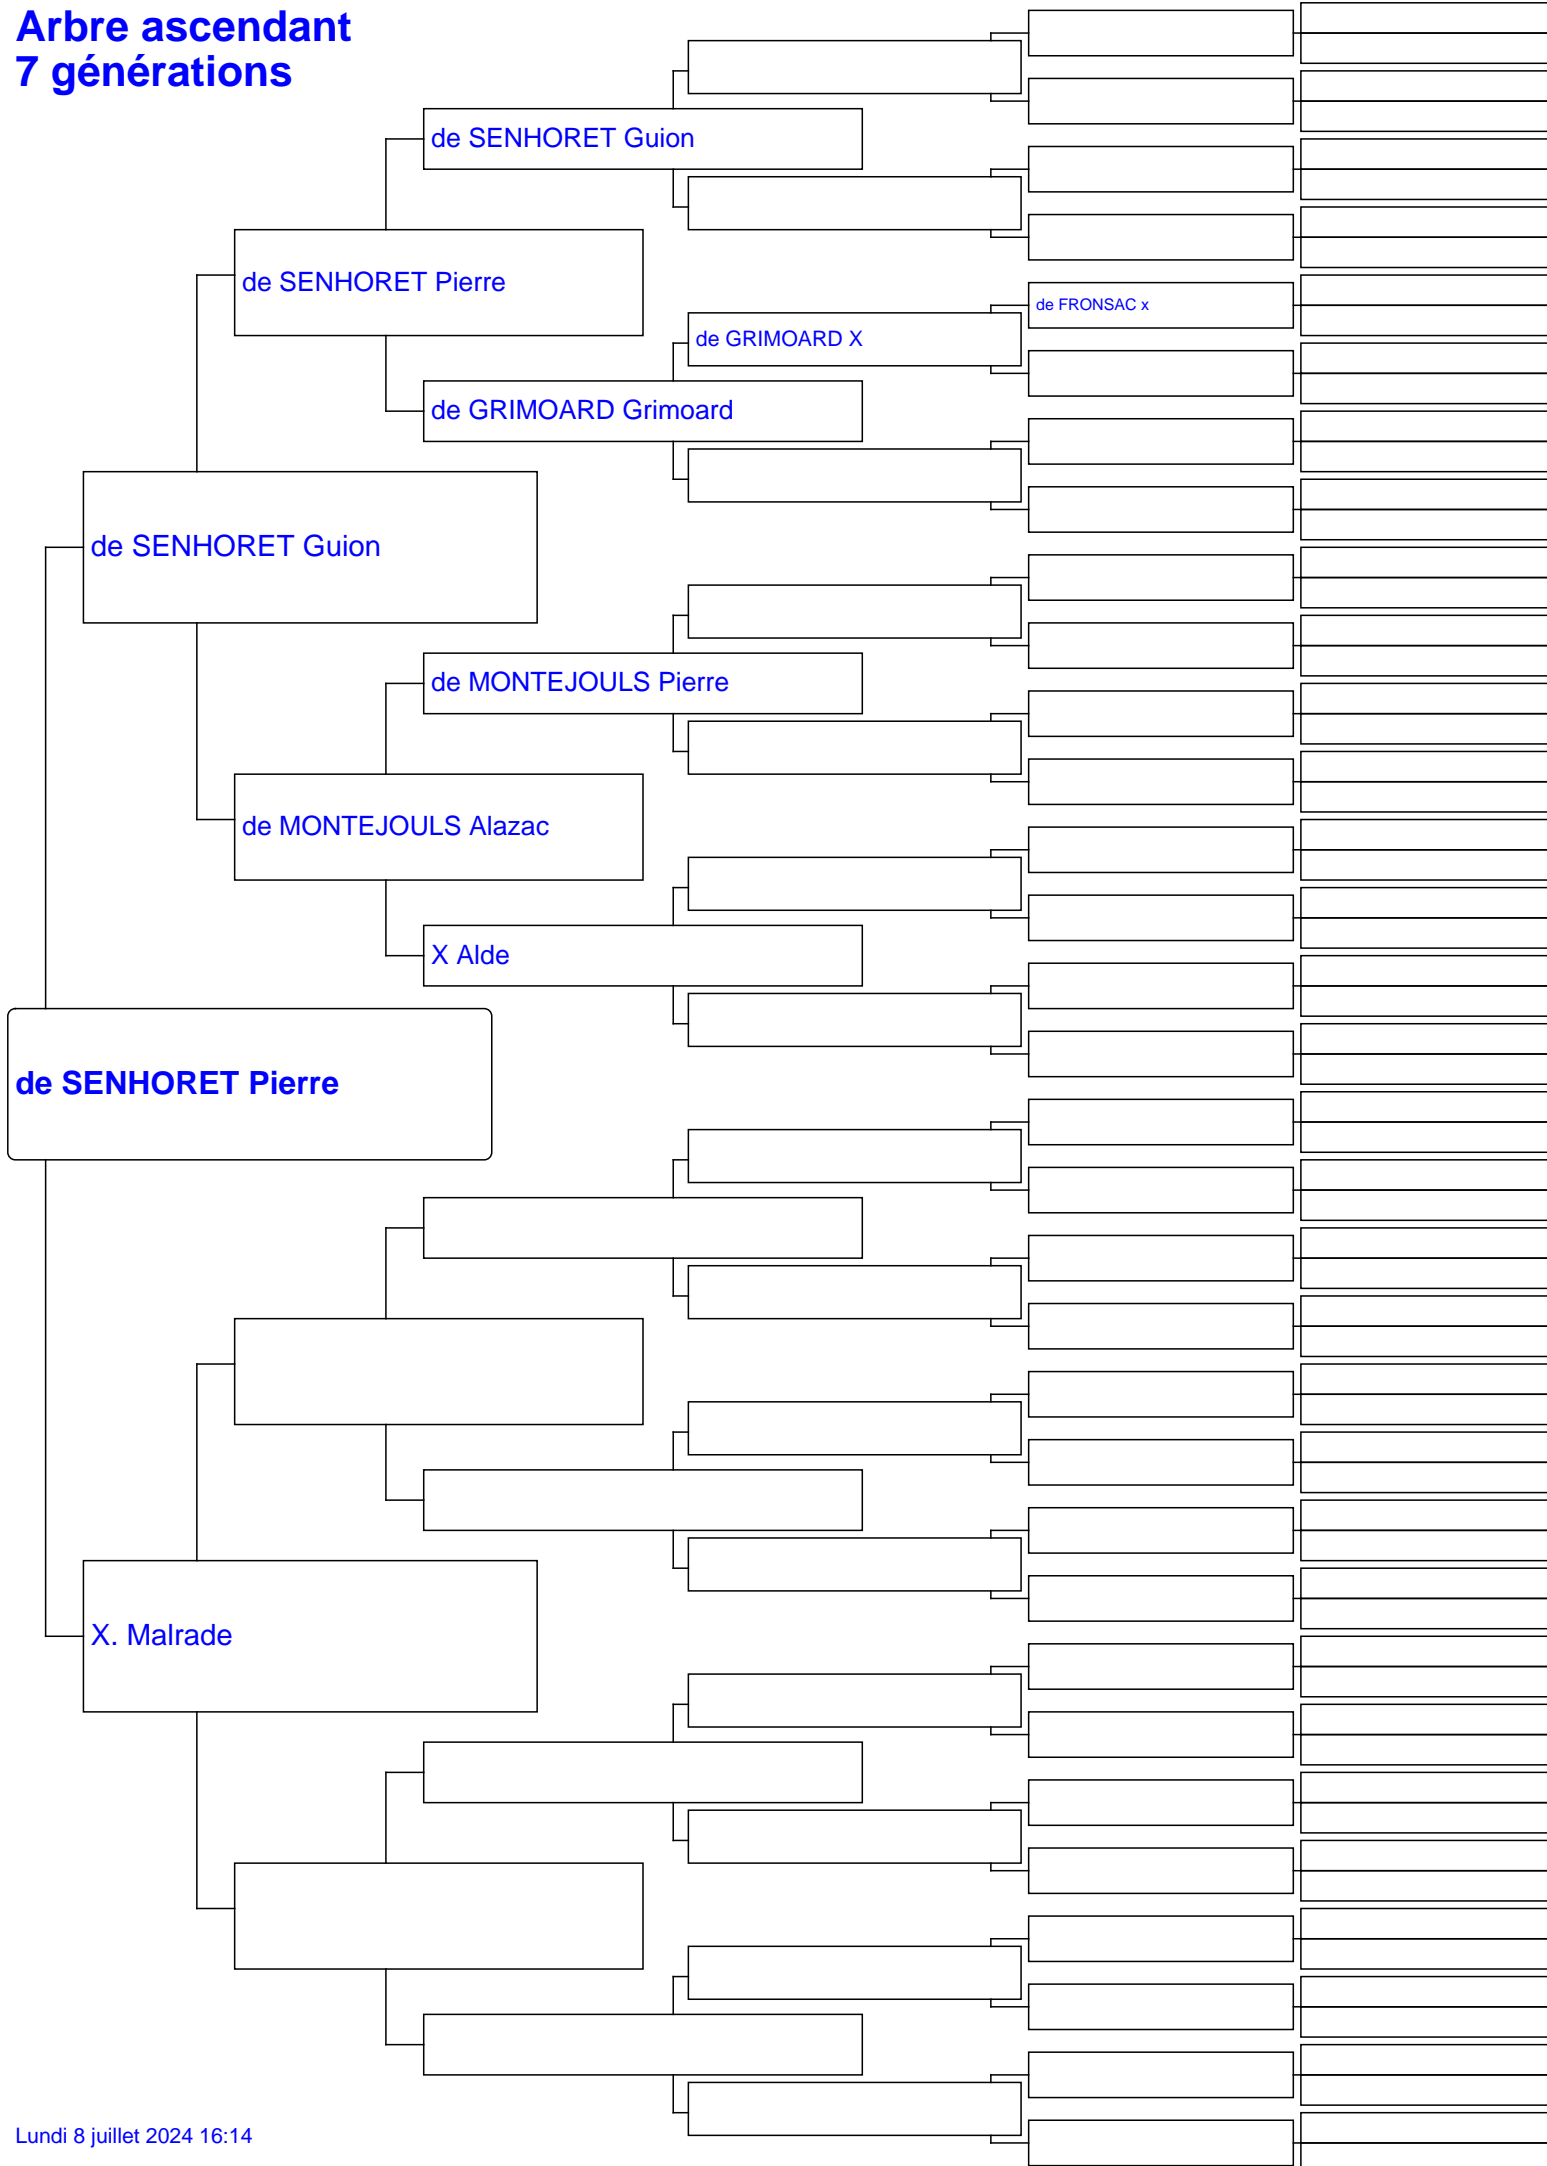 Arbre ascendant
7 générations
de SENHORET Guion
de SENHORET Pierre
de FRONSAC x
de GRIMOARD X
de GRIMOARD Grimoard
de SENHORET Guion
de MONTEJOULS Pierre
de MONTEJOULS Alazac
X Alde
de SENHORET Pierre
X. Malrade
Lundi 8 juillet 2024 16:14